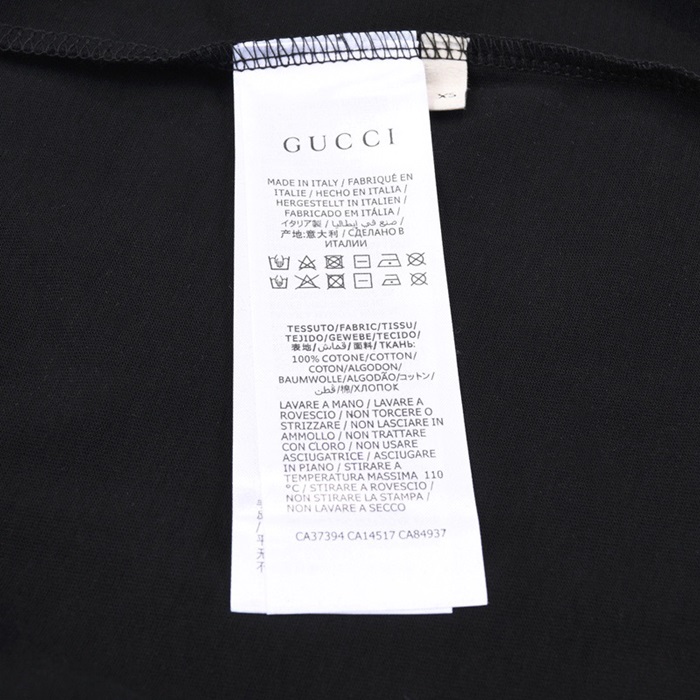 XS
GUCCI
MADE IN ITALY / FABRIQUÉ EN
ITALIE / HECHO EN ITALIA /
HERGESTELLT IN ITALIEN /
FABRICADO EM ITÁLIA /
イタリア製 / صنع في إيطاليا /
产地:意大利 / СДЕЛАНО В
ИТАЛИИ
TESSUTO/FABRIC/TISSU/
TEJIDO/GEWEBE/TECIDO/
表地/قماش/面料/ТКАНЬ:
100% COTONE/COTTON/
COTON/ALGODON/
BAUMWOLLE/ALGODÃO/コットン/
قطن/棉/ХЛОПОК
LAVARE A MANO / LAVARE A
ROVESCIO / NON TORCERE O
STRIZZARE / NON LASCIARE IN
AMMOLLO / NON TRATTARE
CON CLORO / NON USARE
ASCIUGATRICE / ASCIUGARE
IN PIANO / STIRARE A
TEMPERATURA MASSIMA 110
°C / STIRARE A ROVESCIO /
NON STIRARE LA STAMPA /
NON LAVARE A SECCO
CA37394 CA14517 CA84937